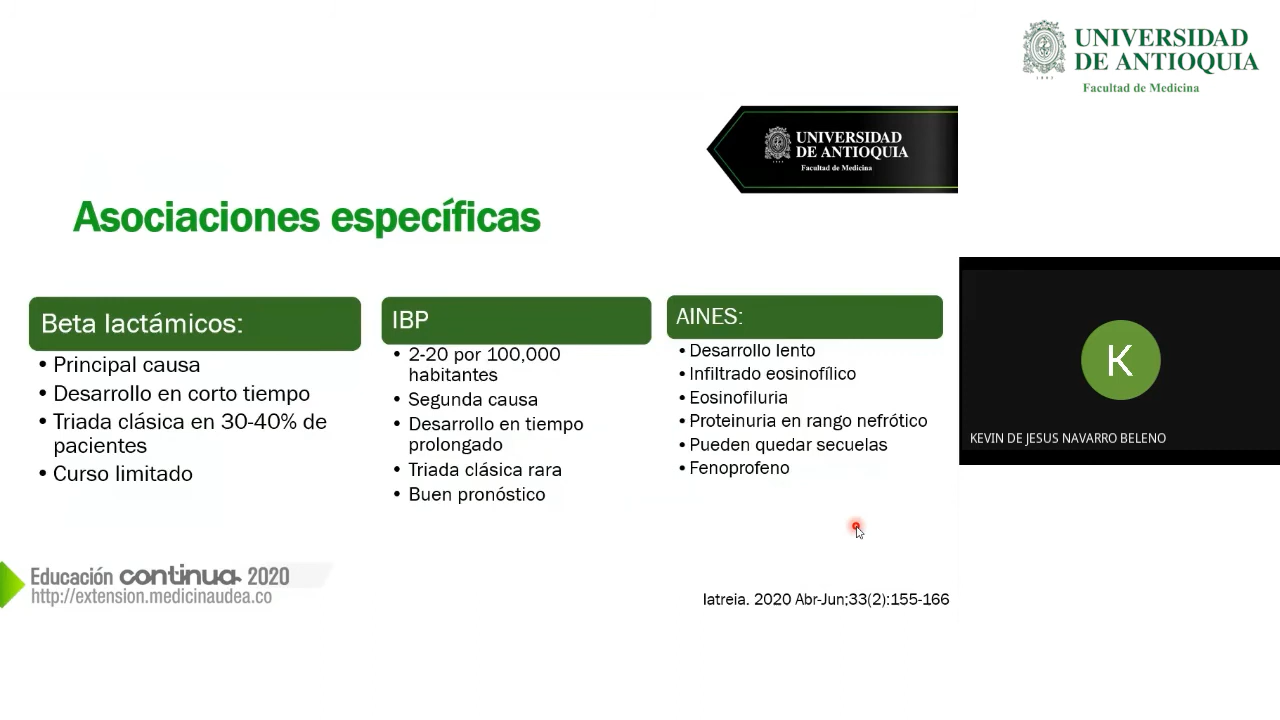 UNIVERSIDAD
DE ANTIOQUIA
1803
Facultad de Medicina
UNIVERSIDAD
DE ANTIOQUIA
Facultad de Medicina
Asociaciones específicas
Beta lactámicos:
• Principal causa
• Desarrollo en corto tiempo
• Triada clásica en 30-40% de
pacientes
• Curso limitado
IBP
• 2-20 por 100,000
habitantes
• Segunda causa
• Desarrollo en tiempo
prolongado
• Triada clásica rara
• Buen pronóstico
AINES:
• Desarrollo lento
• Infiltrado eosinofílico
• Eosinofiluria
• Proteinuria en rango nefrótico
• Pueden quedar secuelas
• Fenoprofeno
K
KEVIN DE JESUS NAVARRO BELENO
Educación continua 2020
http://extension.medicinaudea.co
Iatreia. 2020 Abr-Jun;33(2):155-166